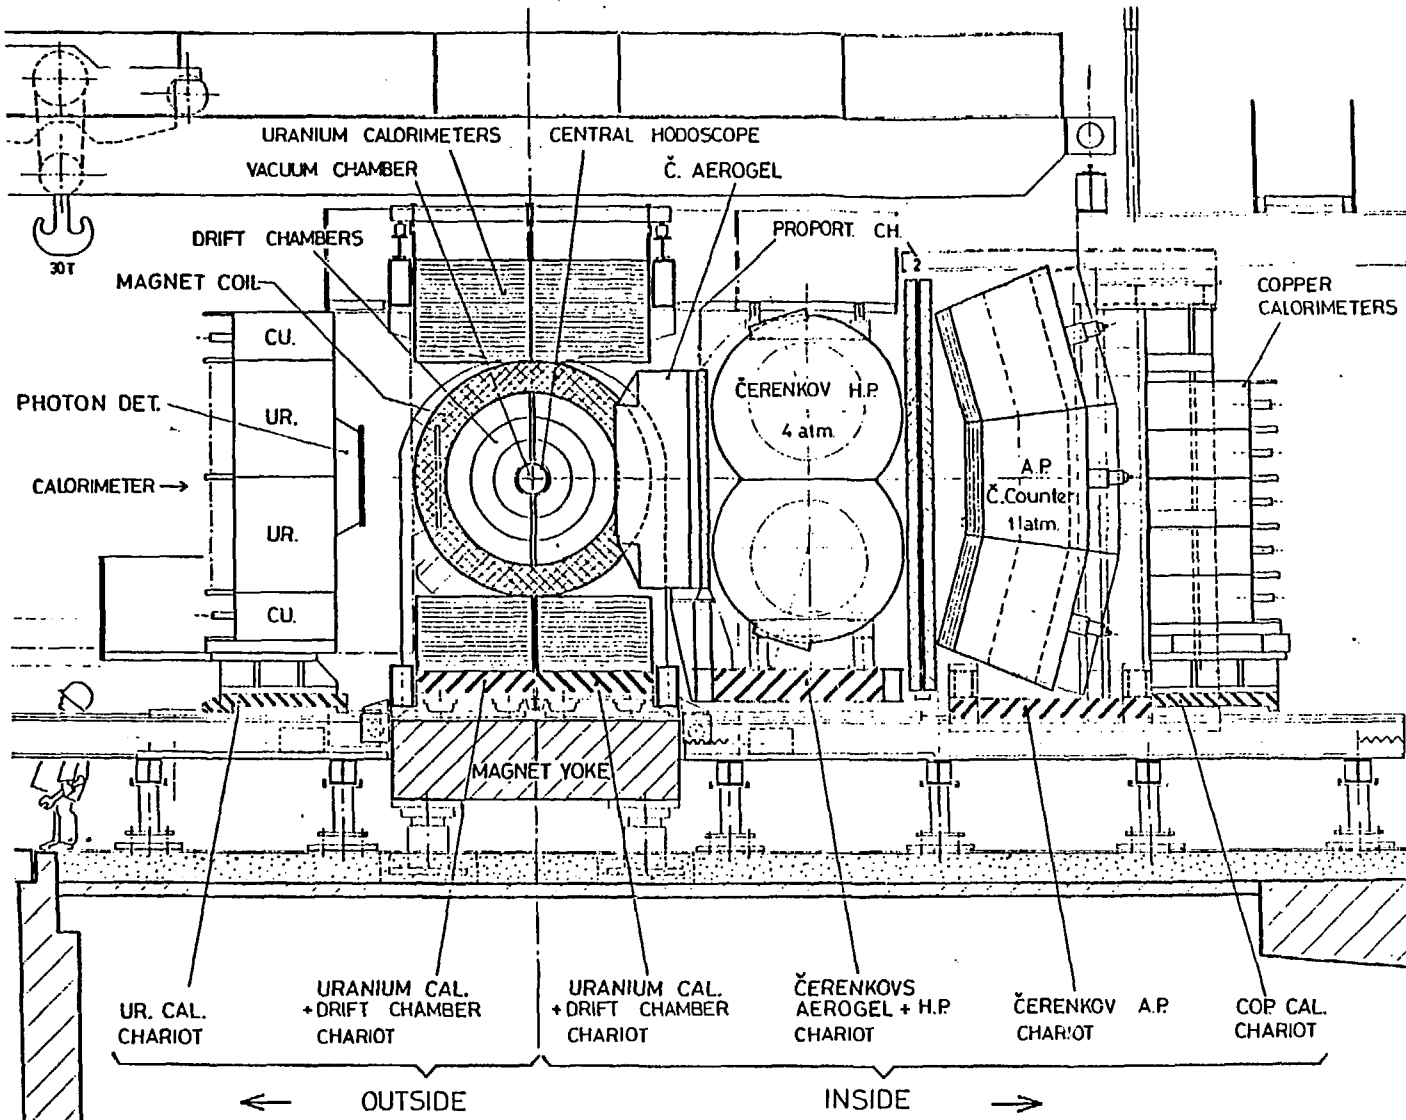 URANIUM CALORIMETERS
CENTRAL HODOSCOPE
VACUUM CHAMBER
Č. AEROGEL
DRIFT CHAMBERS
PROPORT. CH.
30T
2
MAGNET COIL
COPPER
CALORIMETERS
CU.
PHOTON DET.
UR.
ČERENKOV H.P.
4 atm.
CALORIMETER →
A.P.
Č.Counter
1 atm.
UR.
CU.
MAGNET YOKE
UR. CAL.
CHARIOT
URANIUM CAL.
+ DRIFT CHAMBER
CHARIOT
URANIUM CAL.
+ DRIFT CHAMBER
CHARIOT
ČERENKOVS
AEROGEL + H.P.
CHARIOT
ČERENKOV A.P.
CHARIOT
COP. CAL.
CHARIOT
← OUTSIDE
INSIDE →